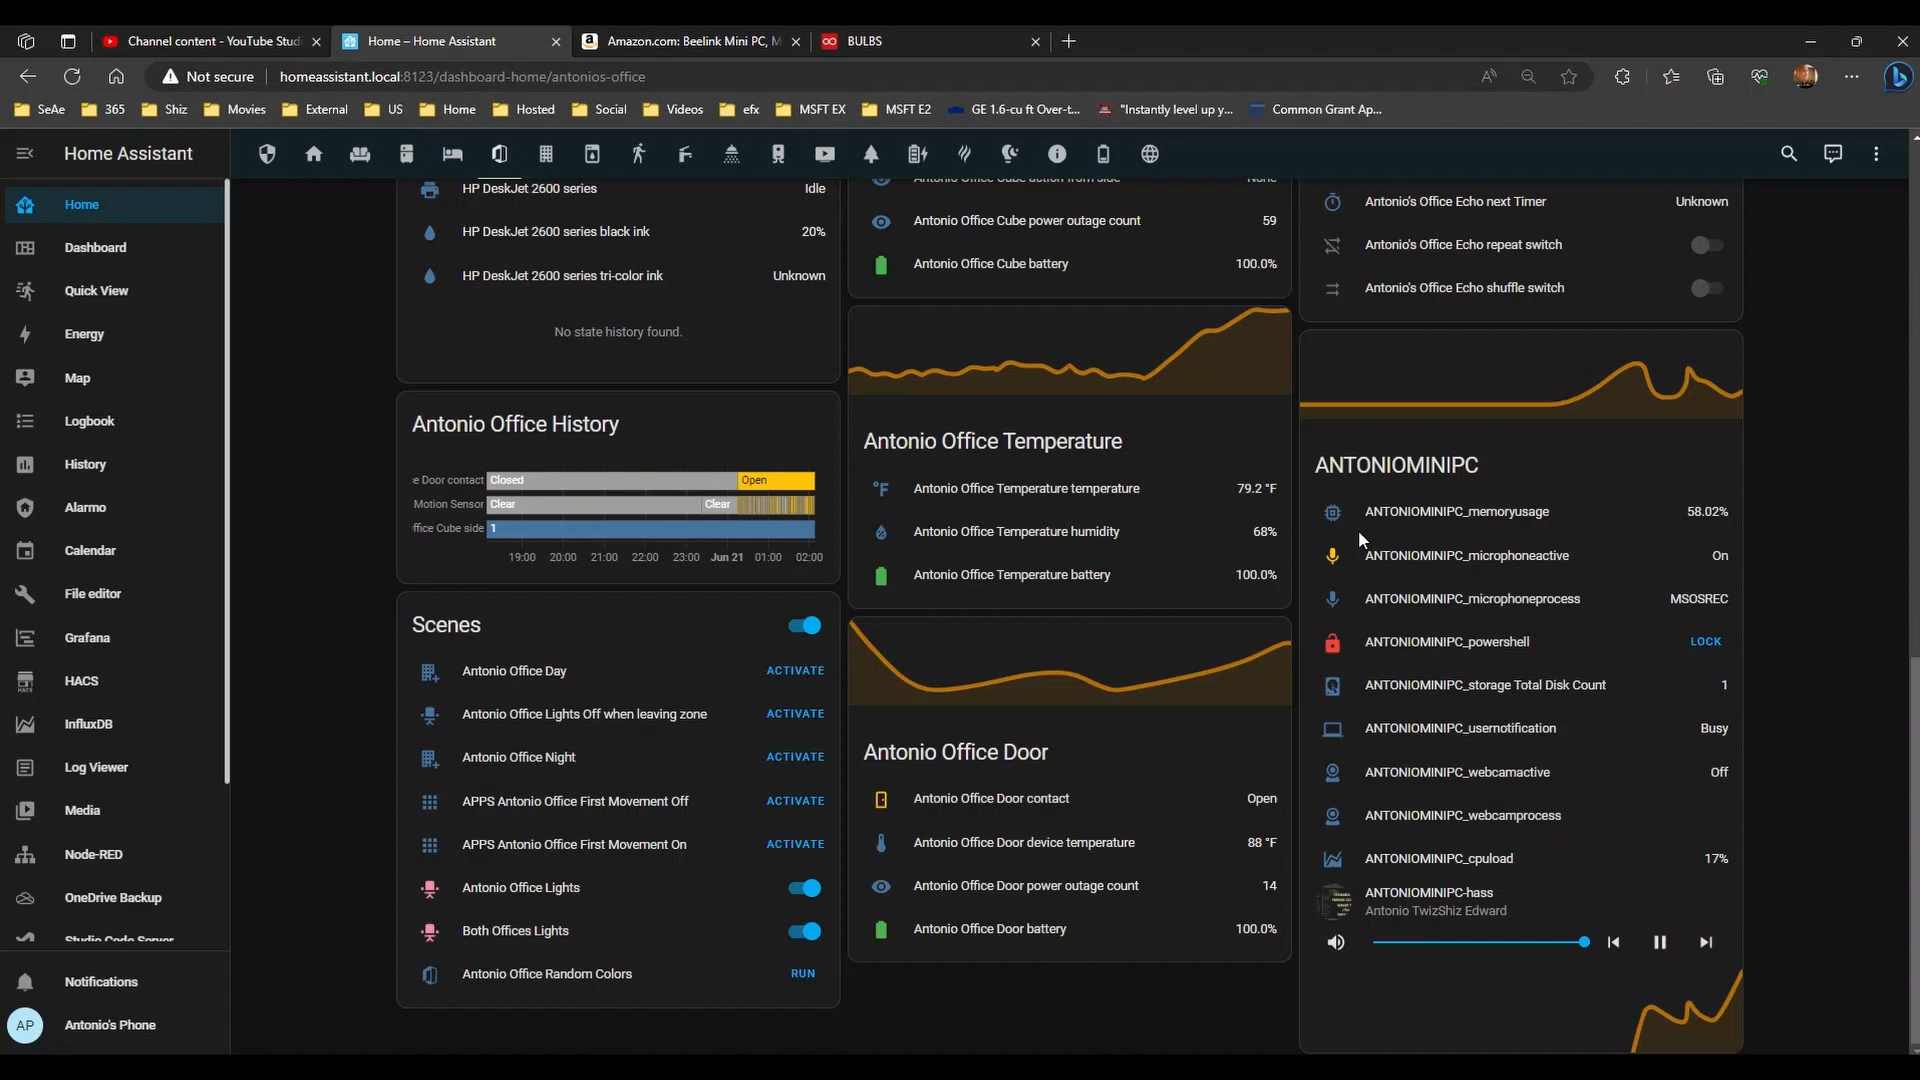 Channel content - YouTube Studi
Home – Home Assistant
Amazon.com: Beelink Mini PC, M
BULBS
Not secure
homeassistant.local:8123/dashboard-home/antonios-office
SeAe
365
Shiz
Movies
External
US
Home
Hosted
Social
Videos
efx
MSFT EX
MSFT E2
GE 1.6-cu ft Over-t...
"Instantly level up y...
Common Grant Ap...
Home Assistant
Home
Dashboard
Quick View
Energy
Map
Logbook
History
Alarmo
Calendar
File editor
Grafana
HACS
InfluxDB
Log Viewer
Media
Node-RED
OneDrive Backup
Studio Code Server
Notifications
AP
Antonio's Phone
HP DeskJet 2600 series Idle
HP DeskJet 2600 series black ink 20%
HP DeskJet 2600 series tri-color ink Unknown
No state history found.
Antonio Office History
e Door contact Closed Open
Motion Sensor Clear Clear
ffice Cube side 1
19:00 20:00 21:00 22:00 23:00 Jun 21 01:00 02:00
Scenes
Antonio Office Day ACTIVATE
Antonio Office Lights Off when leaving zone ACTIVATE
Antonio Office Night ACTIVATE
APPS Antonio Office First Movement Off ACTIVATE
APPS Antonio Office First Movement On ACTIVATE
Antonio Office Lights
Both Offices Lights
Antonio Office Random Colors RUN
Antonio Office Cube action from side None
Antonio Office Cube power outage count 59
Antonio Office Cube battery 100.0%
Antonio Office Temperature
°F Antonio Office Temperature temperature 79.2 °F
Antonio Office Temperature humidity 68%
Antonio Office Temperature battery 100.0%
Antonio Office Door
Antonio Office Door contact Open
Antonio Office Door device temperature 88 °F
Antonio Office Door power outage count 14
Antonio Office Door battery 100.0%
Antonio's Office Echo next Timer Unknown
Antonio's Office Echo repeat switch
Antonio's Office Echo shuffle switch
ANTONIOMINIPC
ANTONIOMINIPC_memoryusage 58.02%
ANTONIOMINIPC_microphoneactive On
ANTONIOMINIPC_microphoneprocess MSOSREC
ANTONIOMINIPC_powershell LOCK
ANTONIOMINIPC_storage Total Disk Count 1
ANTONIOMINIPC_usernotification Busy
ANTONIOMINIPC_webcamactive Off
ANTONIOMINIPC_webcamprocess
ANTONIOMINIPC_cpuload 17%
ANTONIOMINIPC-hass
Antonio TwizShiz Edward